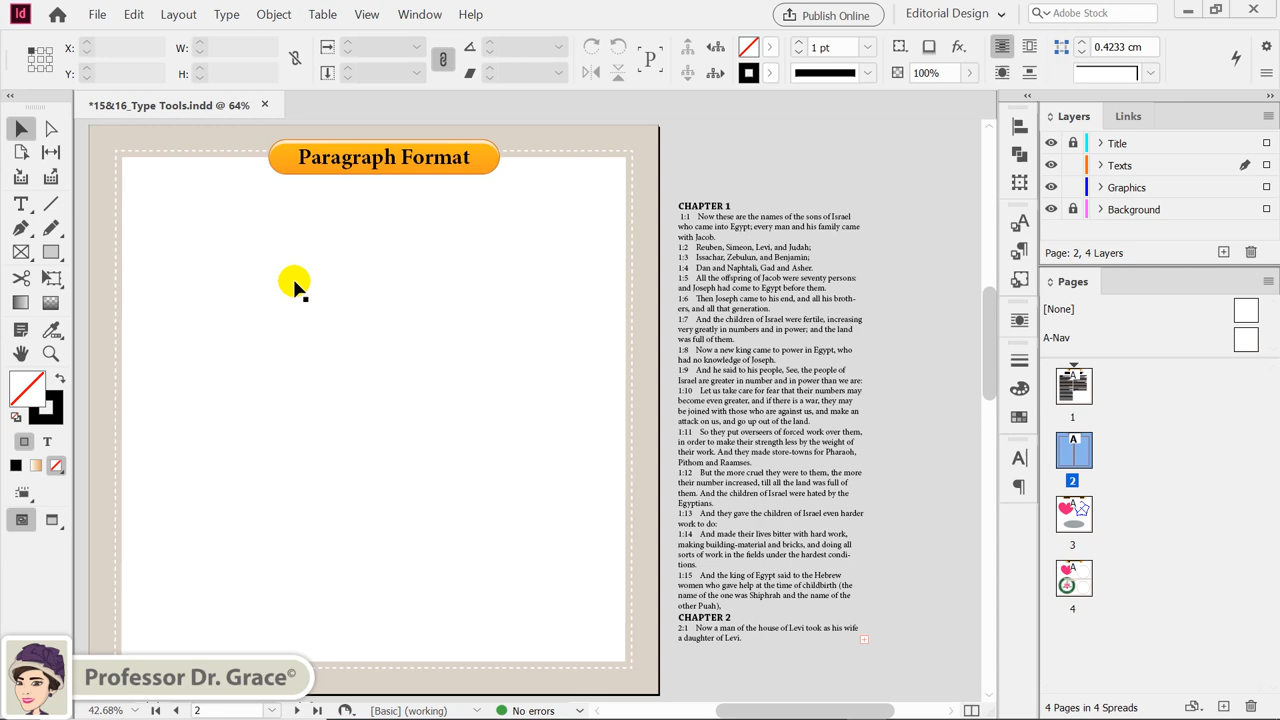 File
Edit
Layout
Type
Object
Table
View
Window
Help
Publish Online
Editorial Design
Adobe Stock
X:
W:
1 pt
0.4233 cm
Y:
H:
100%
*15&16_Type Tools.indd @ 64%
Paragraph Format
CHAPTER 1
1:1 Now these are the names of the sons of Israel
who came into Egypt; every man and his family came
with Jacob.
1:2 Reuben, Simeon, Levi, and Judah;
1:3 Issachar, Zebulun, and Benjamin;
1:4 Dan and Naphtali, Gad and Asher.
1:5 All the offspring of Jacob were seventy persons:
and Joseph had come to Egypt before them.
1:6 Then Joseph came to his end, and all his broth-
ers, and all that generation.
1:7 And the children of Israel were fertile, increasing
very greatly in numbers and in power; and the land
was full of them.
1:8 Now a new king came to power in Egypt, who
had no knowledge of Joseph.
1:9 And he said to his people, See, the people of
Israel are greater in number and in power than we are:
1:10 Let us take care for fear that their numbers may
become even greater, and if there is a war, they may
be joined with those who are against us, and make an
attack on us, and go up out of the land.
1:11 So they put overseers of forced work over them,
in order to make their strength less by the weight of
their work. And they made store-towns for Pharaoh,
Pithom and Raamses.
1:12 But the more cruel they were to them, the more
their number increased, till all the land was full of
them. And the children of Israel were hated by the
Egyptians.
1:13 And they gave the children of Israel even harder
work to do:
1:14 And made their lives bitter with hard work,
making building-material and bricks, and doing all
sorts of work in the fields under the hardest condi-
tions.
1:15 And the king of Egypt said to the Hebrew
women who gave help at the time of childbirth (the
name of the one was Shiphrah and the name of the
other Puah),
CHAPTER 2
2:1 Now a man of the house of Levi took as his wife
a daughter of Levi.
Layers
Links
Title
Texts
Graphics
Background
Page: 2, 4 Layers
Pages
[None]
A-Nav
1
2
3
4
4 Pages in 4 Spreads
Professor Dr. Grace©
42.68%
2
[Basic] (working)
No errors